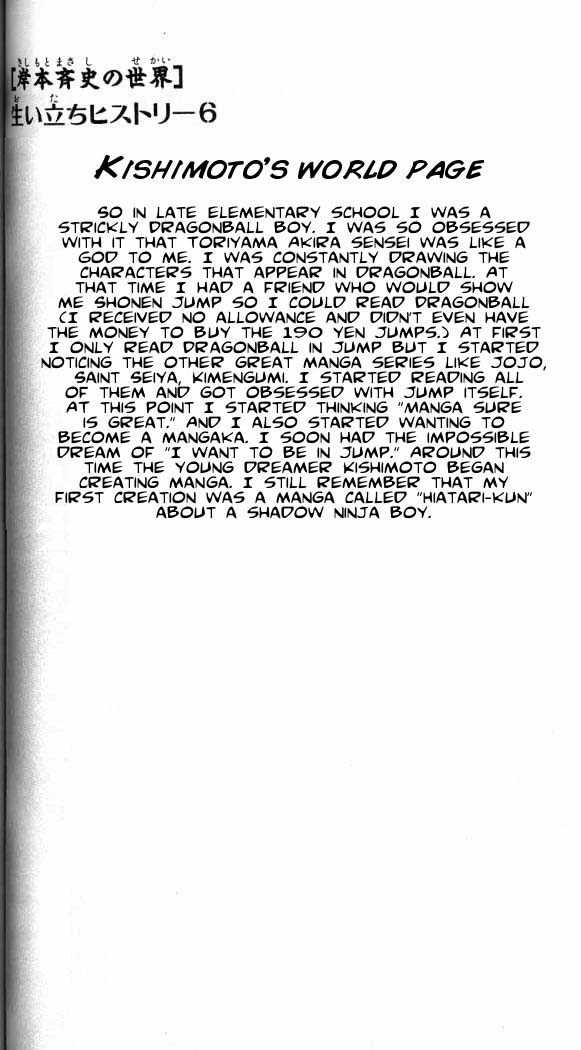 [岸本斉史の世界]
生い立ちヒストリー6
KISHIMOTO'S WORLD PAGE
SO IN LATE ELEMENTARY SCHOOL I WAS A
STRICKLY DRAGONBALL BOY. I WAS SO OBSESSED
WITH IT THAT TORIYAMA AKIRA SENSEI WAS LIKE A
GOD TO ME. I WAS CONSTANTLY DRAWING THE
CHARACTERS THAT APPEAR IN DRAGONBALL. AT
THAT TIME I HAD A FRIEND WHO WOULD SHOW
ME SHONEN JUMP SO I COULD READ DRAGONBALL
(I RECEIVED NO ALLOWANCE AND DIDN'T EVEN HAVE
THE MONEY TO BUY THE 190 YEN JUMPS.) AT FIRST
I ONLY READ DRAGONBALL IN JUMP BUT I STARTED
NOTICING THE OTHER GREAT MANGA SERIES LIKE JOJO,
SAINT SEIYA, KIMENGUMI. I STARTED READING ALL
OF THEM AND GOT OBSESSED WITH JUMP ITSELF.
AT THIS POINT I STARTED THINKING "MANGA SURE
IS GREAT." AND I ALSO STARTED WANTING TO
BECOME A MANGAKA. I SOON HAD THE IMPOSSIBLE
DREAM OF "I WANT TO BE IN JUMP." AROUND THIS
TIME THE YOUNG DREAMER KISHIMOTO BEGAN
CREATING MANGA. I STILL REMEMBER THAT MY
FIRST CREATION WAS A MANGA CALLED "HIATARI-KUN"
ABOUT A SHADOW NINJA BOY.